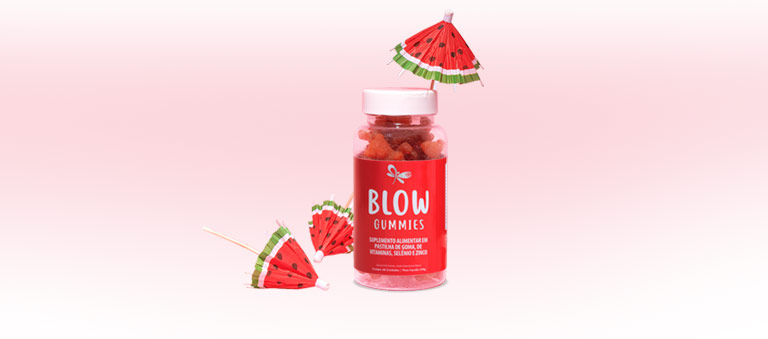 BLOW
GUMMIES
SUPLEMENTO ALIMENTAR EM
PASTILHA DE GOMA, DE
VITAMINAS, SELÊNIO E ZINCO